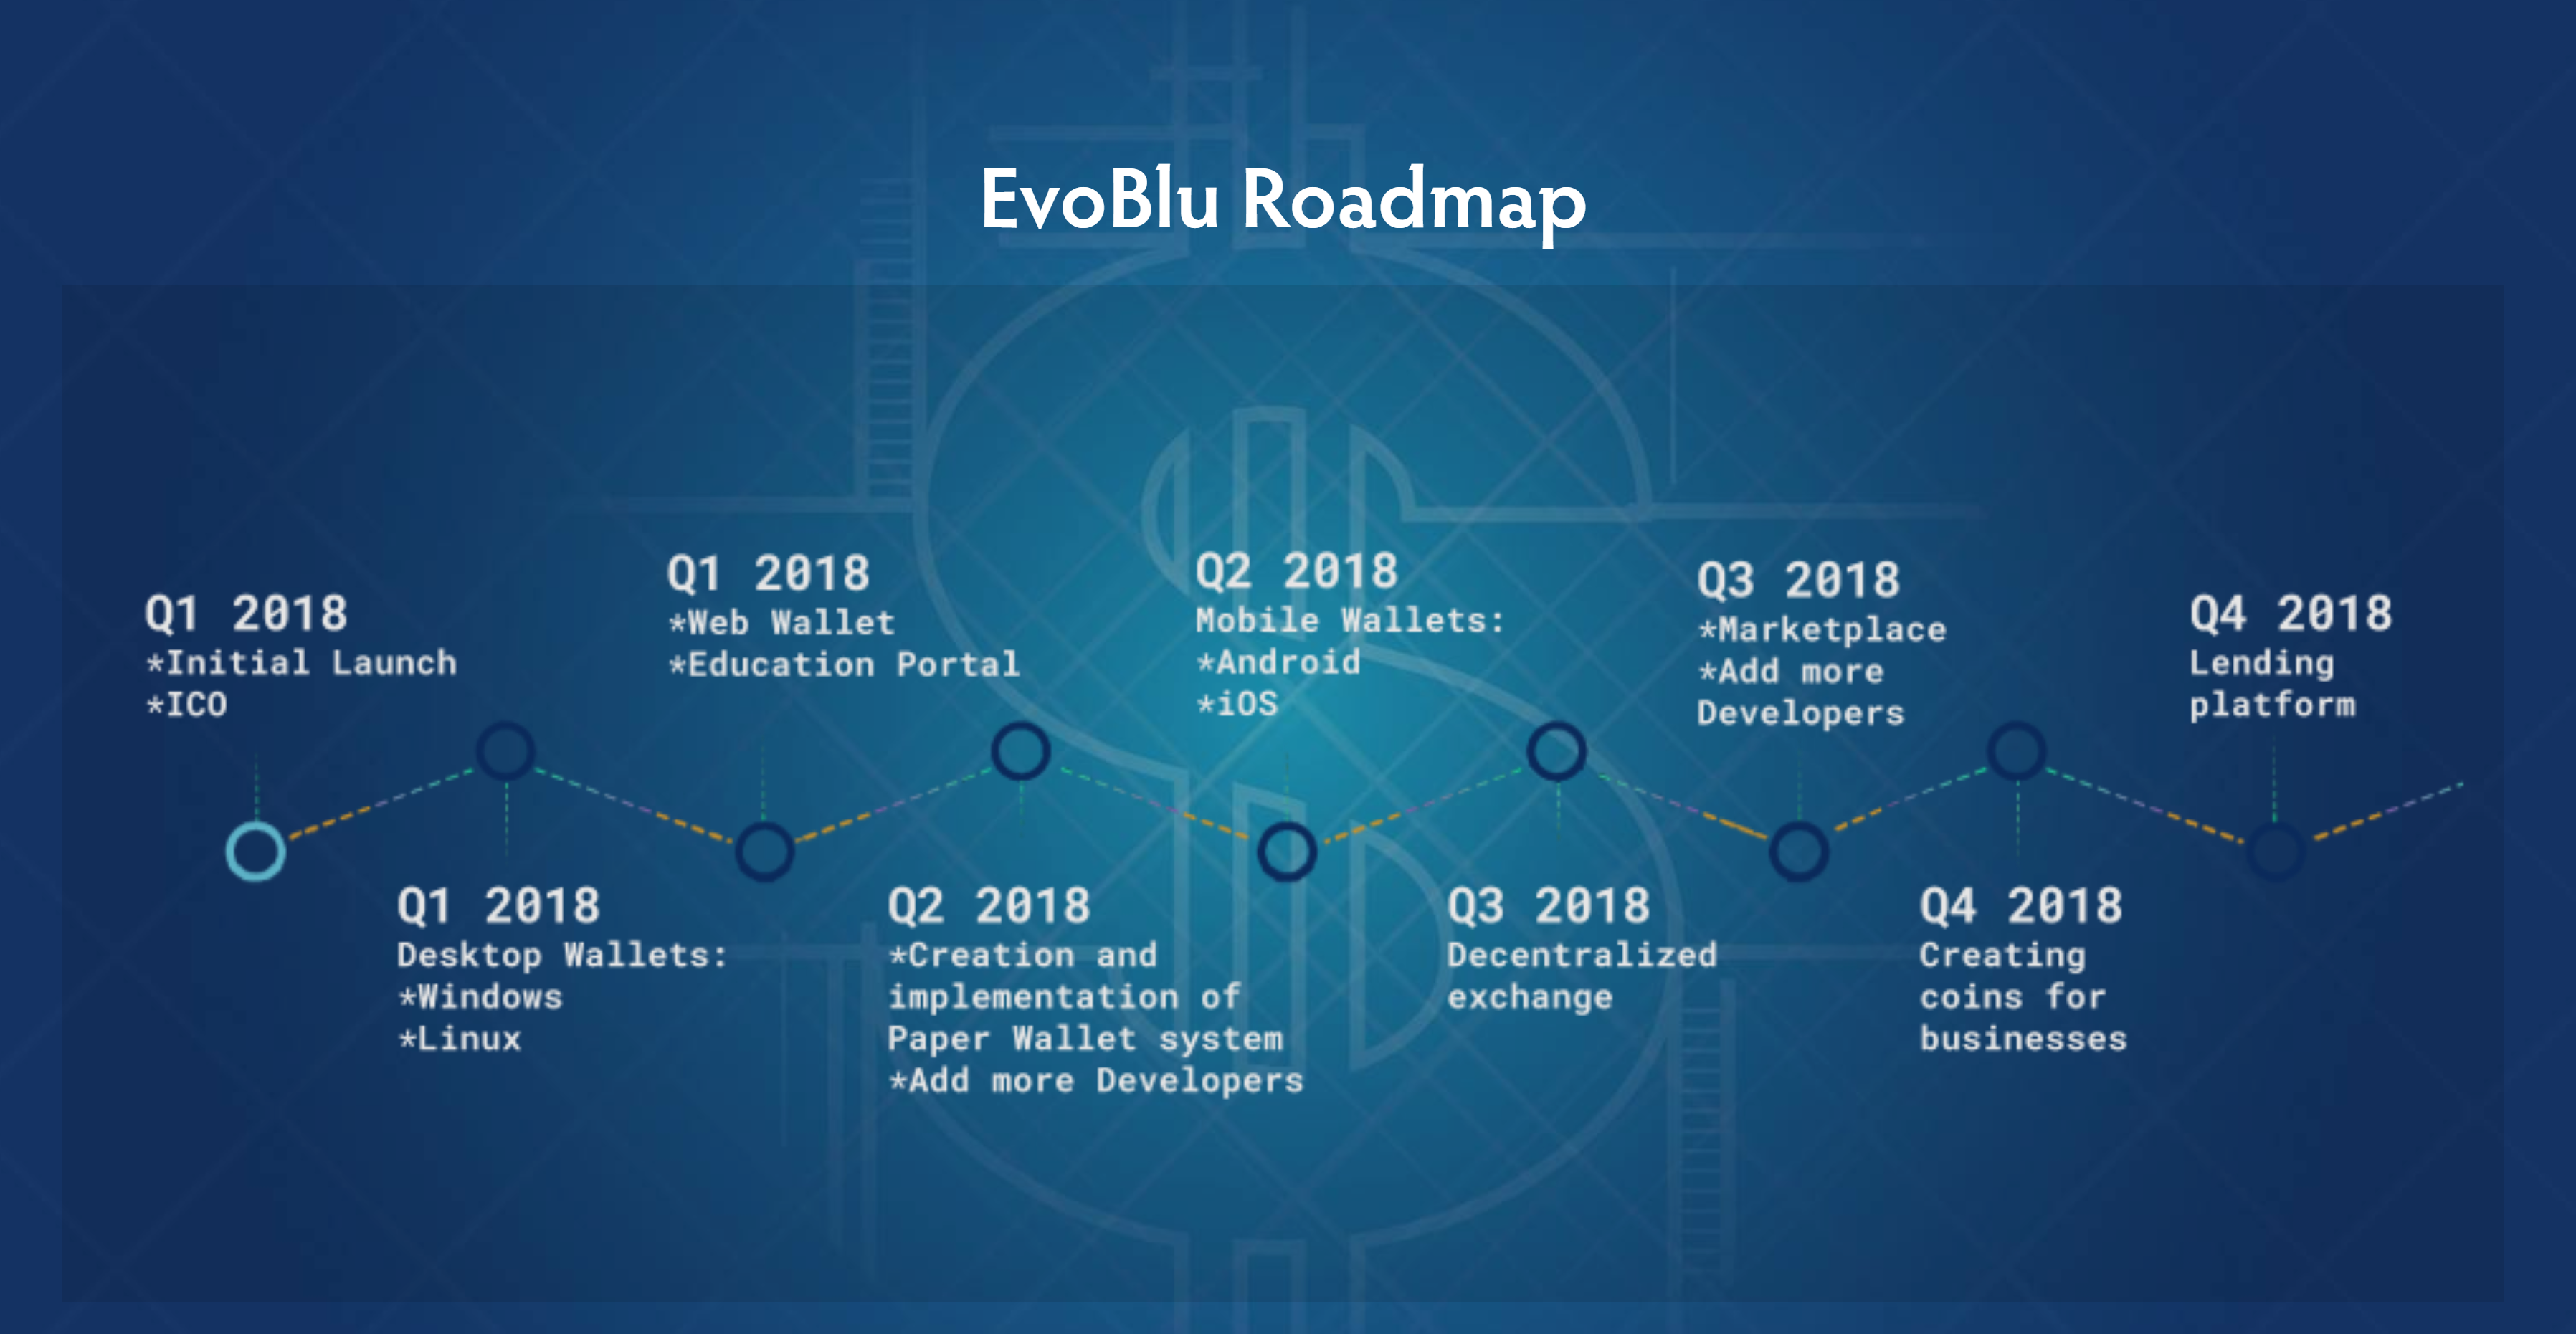 EvoBlu Roadmap
Q1 2018
*Initial Launch
*ICO
Q1 2018
Desktop Wallets:
*Windows
*Linux
Q1 2018
*Web Wallet
*Education Portal
Q2 2018
*Creation and
implementation of
Paper Wallet system
*Add more Developers
Q2 2018
Mobile Wallets:
*Android
*iOS
Q3 2018
Decentralized
exchange
Q3 2018
*Marketplace
*Add more
Developers
Q4 2018
Creating
coins for
businesses
Q4 2018
Lending
platform